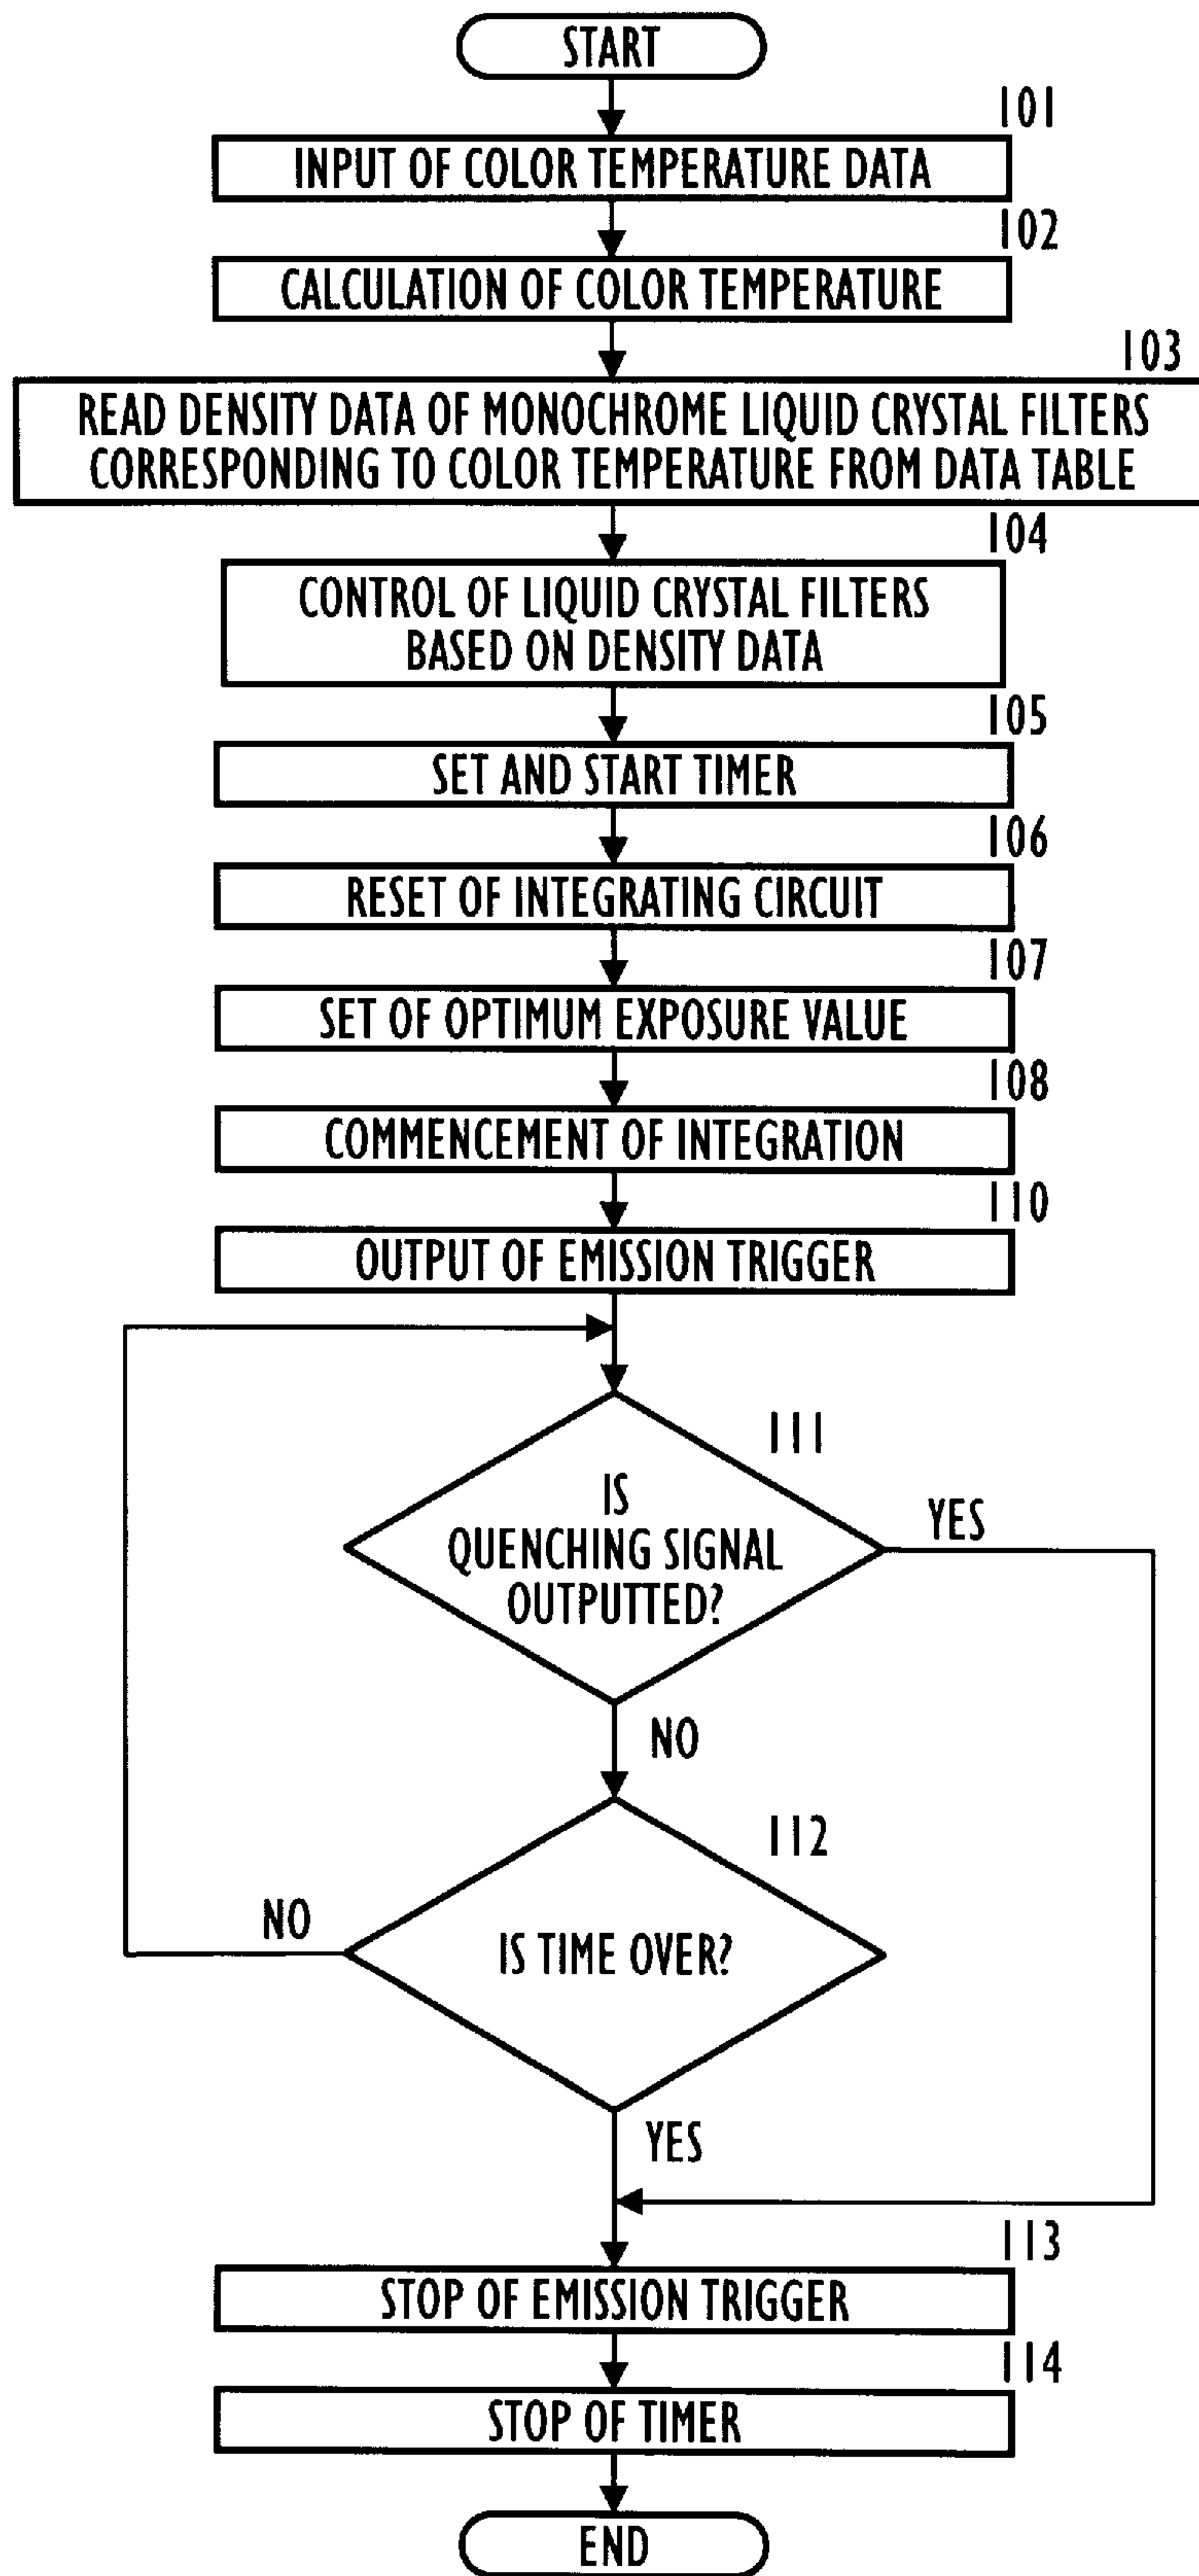 START
101
INPUT OF COLOR TEMPERATURE DATA
102
CALCULATION OF COLOR TEMPERATURE
103
READ DENSITY DATA OF MONOCHROME LIQUID CRYSTAL FILTERS
CORRESPONDING TO COLOR TEMPERATURE FROM DATA TABLE
104
CONTROL OF LIQUID CRYSTAL FILTERS
BASED ON DENSITY DATA
105
SET AND START TIMER
106
RESET OF INTEGRATING CIRCUIT
107
SET OF OPTIMUM EXPOSURE VALUE
108
COMMENCEMENT OF INTEGRATION
110
OUTPUT OF EMISSION TRIGGER
111
IS
QUENCHING SIGNAL
OUTPUTTED?
YES
NO
112
IS TIME OVER?
NO
YES
113
STOP OF EMISSION TRIGGER
114
STOP OF TIMER
END